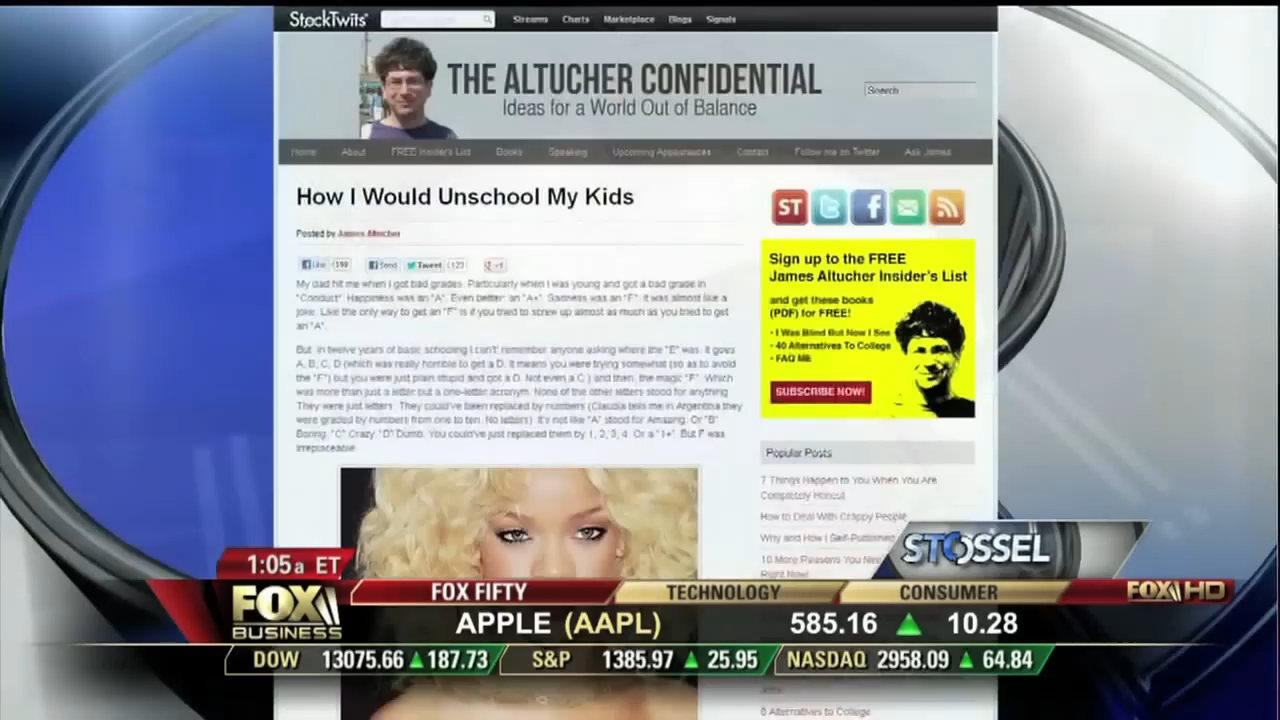 StockTwits
Streams Charts Marketplace Blogs Signals
THE ALTUCHER CONFIDENTIAL
Ideas for a World Out of Balance
Search
Home About FREE Insider's List Books Speaking Upcoming Appearances Contact Follow me on Twitter Ask James
How I Would Unschool My Kids
Posted by James Altucher
Like Send Tweet +1
My dad hit me when I got bad grades. Particularly when I was young and got a bad grade in
"Conduct". Happiness was an "A". Even better: an "A+". Sadness was an "F". It was almost like a
joke. Like the only way to get an "F" is if you tried to screw up almost as much as you tried to get
an "A".
But in twelve years of basic schooling I can't remember anyone asking where the "E" was. It goes
A, B, C, D (which was really horrible to get a D. It means you were trying somewhat (so as to avoid
the "F") but you were just plain stupid and got a D. Not even a C.) and then, the magic "F". Which
was more than just a letter but a one-letter acronym. None of the other letters stood for anything.
They were just letters. They could've been replaced by numbers (Claudia tells me in Argentina they
were graded by numbers from one to ten. No letters). It's not like "A" stood for Amazing. Or "B"
Boring. "C" Crazy. "D" Dumb. You could've just replaced them by 1, 2, 3, 4. Or a "1+". But F was
irreplaceable.
ST
Sign up to the FREE
James Altucher Insider's List
and get these books
(PDF) for FREE!
• I Was Blind But Now I See
• 40 Alternatives To College
• FAQ ME
SUBSCRIBE NOW!
Popular Posts
7 Things Happen to You When You Are
Completely Honest
How to Deal With Crappy People
Why and How I Self-Published
10 More Reasons You Need
Right Now!
8 Alternatives to College
STOSSEL
1:05a ET
FOX
BUSINESS
FOX FIFTY TECHNOLOGY CONSUMER
FOX HD
APPLE (AAPL) 585.16 ▲ 10.28
DOW 13075.66 ▲ 187.73 S&P 1385.97 ▲ 25.95 NASDAQ 2958.09 ▲ 64.84